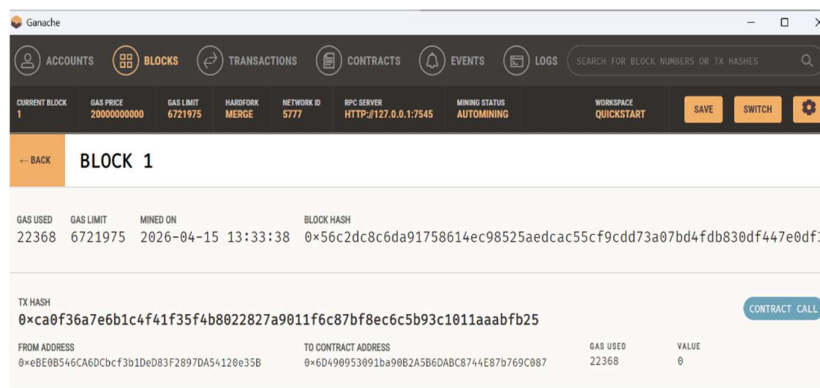 Ganache
ACCOUNTS BLOCKS TRANSACTIONS CONTRACTS EVENTS LOGS SEARCH FOR BLOCK NUMBERS OR TX HASHES
CURRENT BLOCK GAS PRICE GAS LIMIT HARDFORK NETWORK ID RPC SERVER MINING STATUS WORKSPACE
1 20000000000 6721975 MERGE 5777 HTTP://127.0.0.1:7545 AUTOMINING QUICKSTART SAVE SWITCH
← BACK BLOCK 1
GAS USED GAS LIMIT MINED ON BLOCK HASH
22368 6721975 2026-04-15 13:33:38 0×56c2dc8c6da91758614ec98525aedcac55cf9cdd73a07bd4fdb830df447e0df
TX HASH
0×ca0f36a7e6b1c4f41f35f4b8022827a9011f6c87bf8ec6c5b93c1011aaabfb25
CONTRACT CALL
FROM ADDRESS TO CONTRACT ADDRESS GAS USED VALUE
0×eBE0B546CA6DCbcf3b1DeD83F2897DA54120e35B 0×6D490953091ba90B2A5B6DABC8744E87b769C087 22368 0